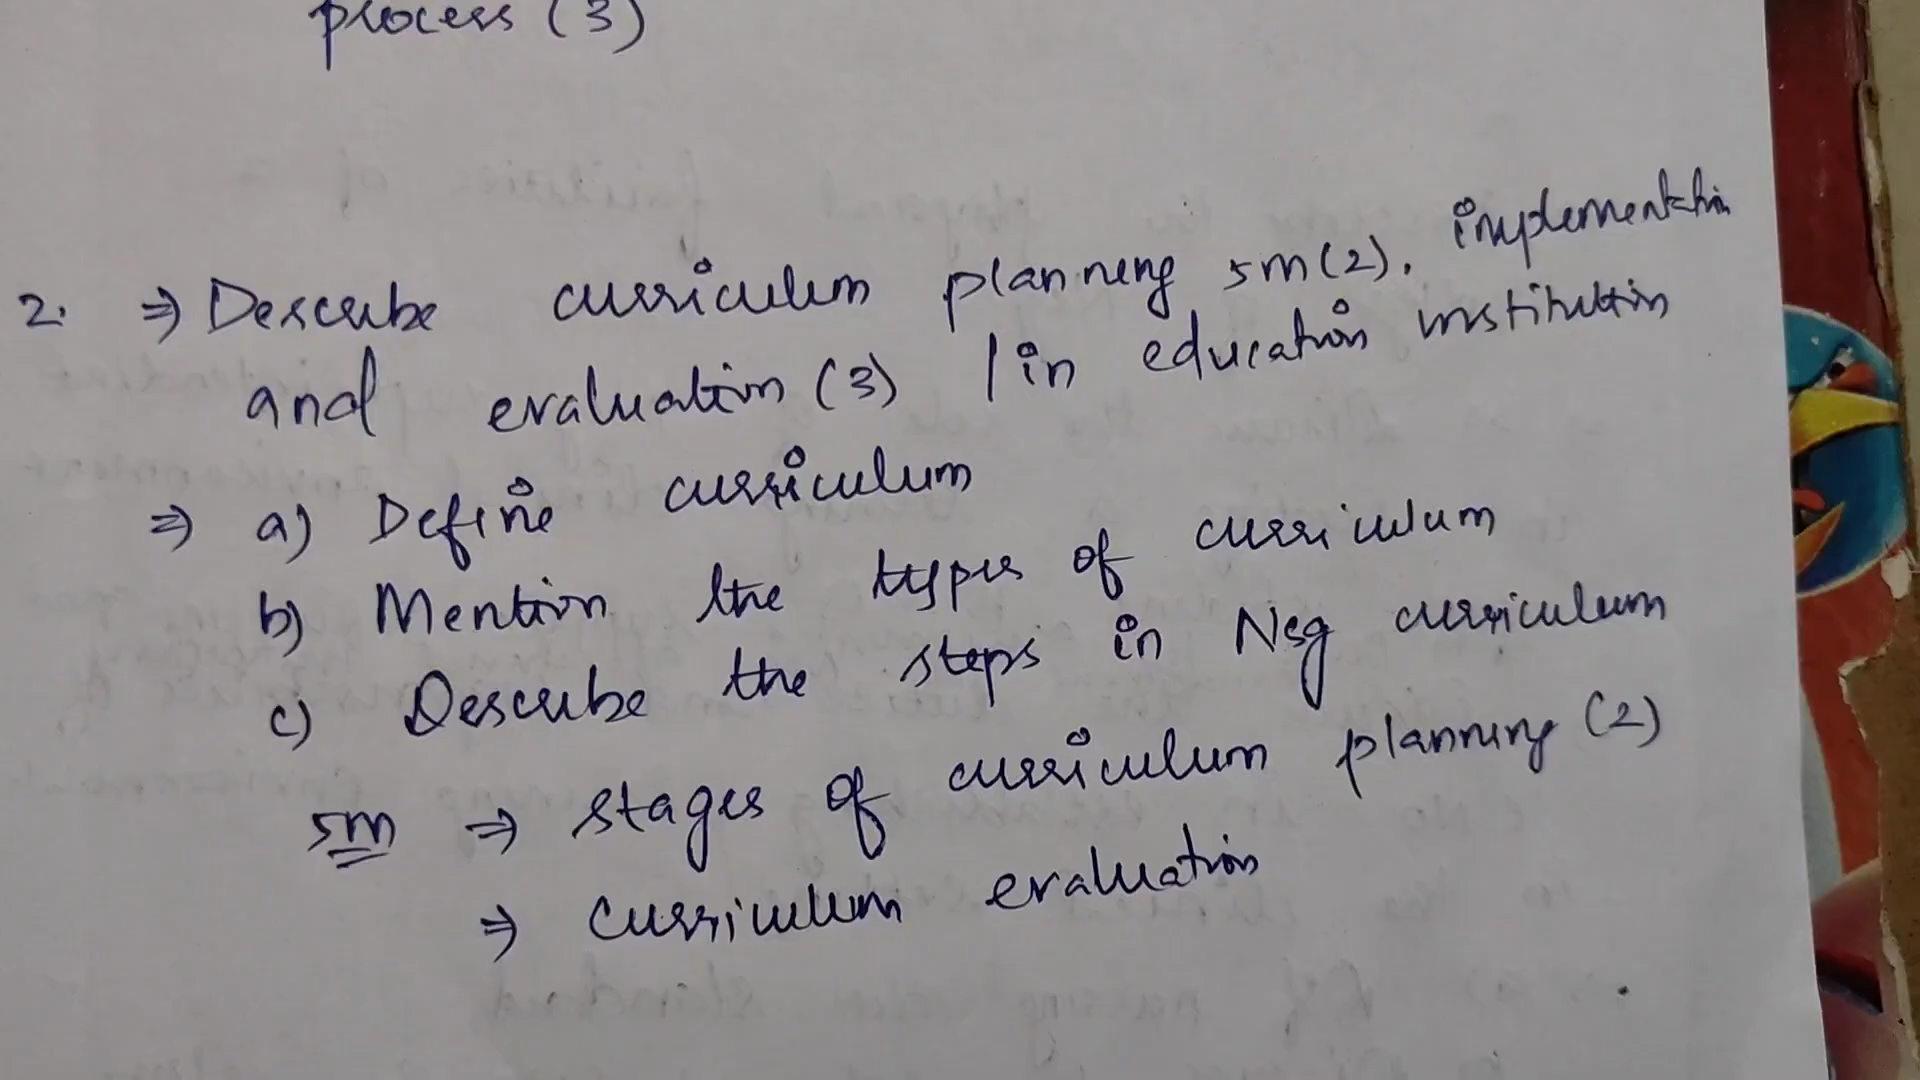 process (3)
2. ⇒ Describe curriculum planning 5m(2). implementation
and evaluation (3) / in education institution
⇒ a) Define curriculum
b) Mention the types of curriculum
c) Describe the steps in Nsg curriculum
5m ⇒ stages of curriculum planning (2)
⇒ curriculum evaluation